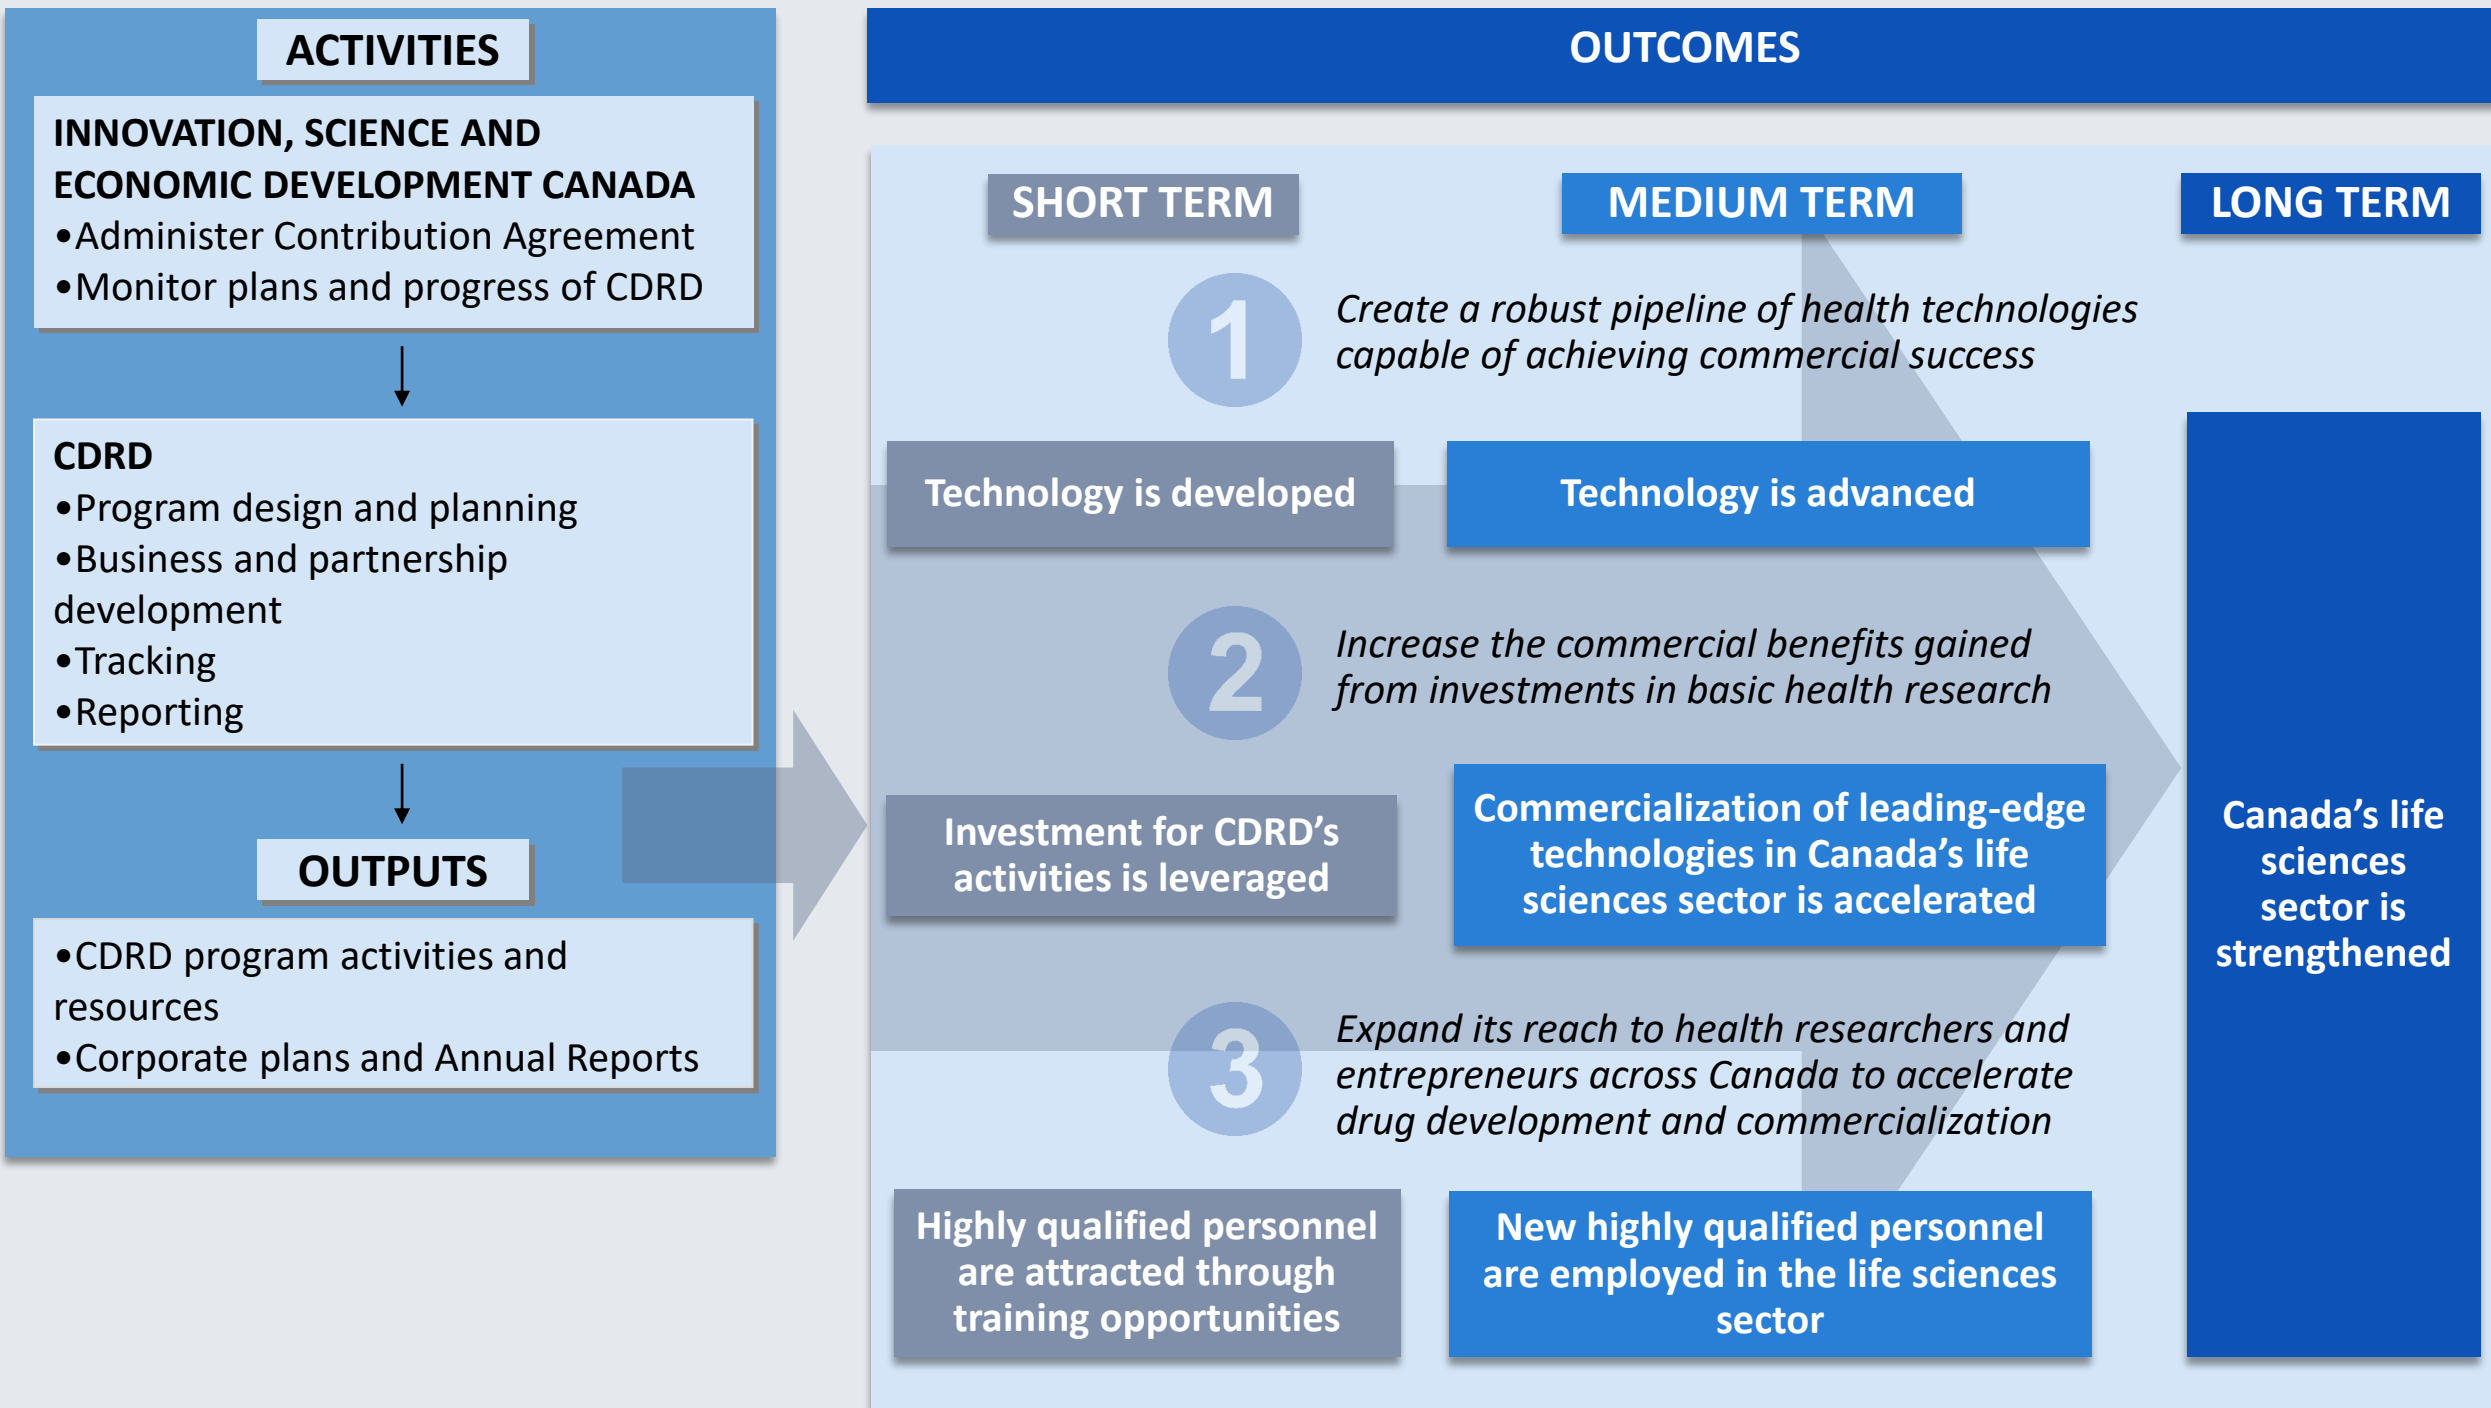 ACTIVITIES
INNOVATION, SCIENCE AND
ECONOMIC DEVELOPMENT CANADA
•Administer Contribution Agreement
•Monitor plans and progress of CDRD
CDRD
•Program design and planning
•Business and partnership
development
•Tracking
•Reporting
OUTPUTS
•CDRD program activities and
resources
•Corporate plans and Annual Reports
OUTCOMES
SHORT TERM
MEDIUM TERM
LONG TERM
1
Create a robust pipeline of health technologies
capable of achieving commercial success
Technology is developed
Technology is advanced
2
Increase the commercial benefits gained
from investments in basic health research
Investment for CDRD’s
activities is leveraged
Commercialization of leading-edge
technologies in Canada’s life
sciences sector is accelerated
3
Expand its reach to health researchers and
entrepreneurs across Canada to accelerate
drug development and commercialization
Highly qualified personnel
are attracted through
training opportunities
New highly qualified personnel
are employed in the life sciences
sector
Canada’s life
sciences
sector is
strengthened